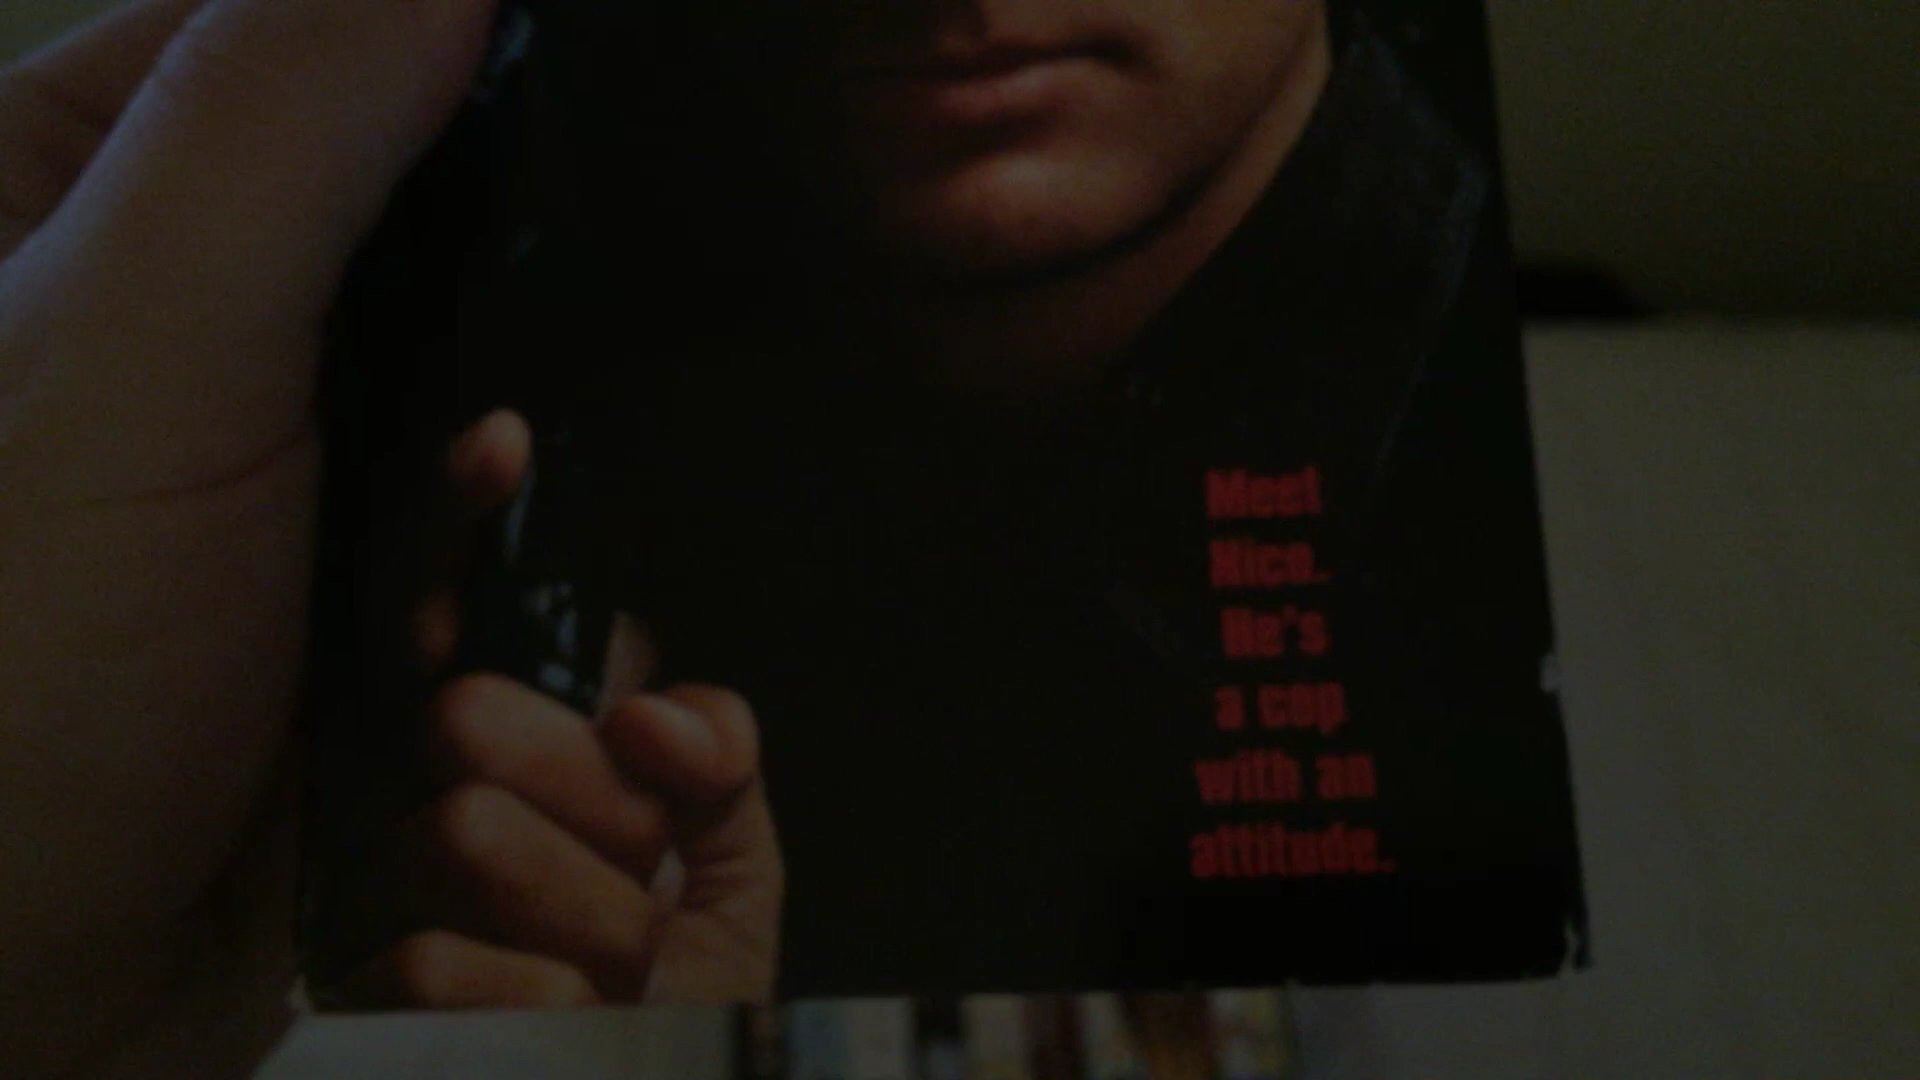 Meet
Nico.
He's
a cop
with an
attitude.